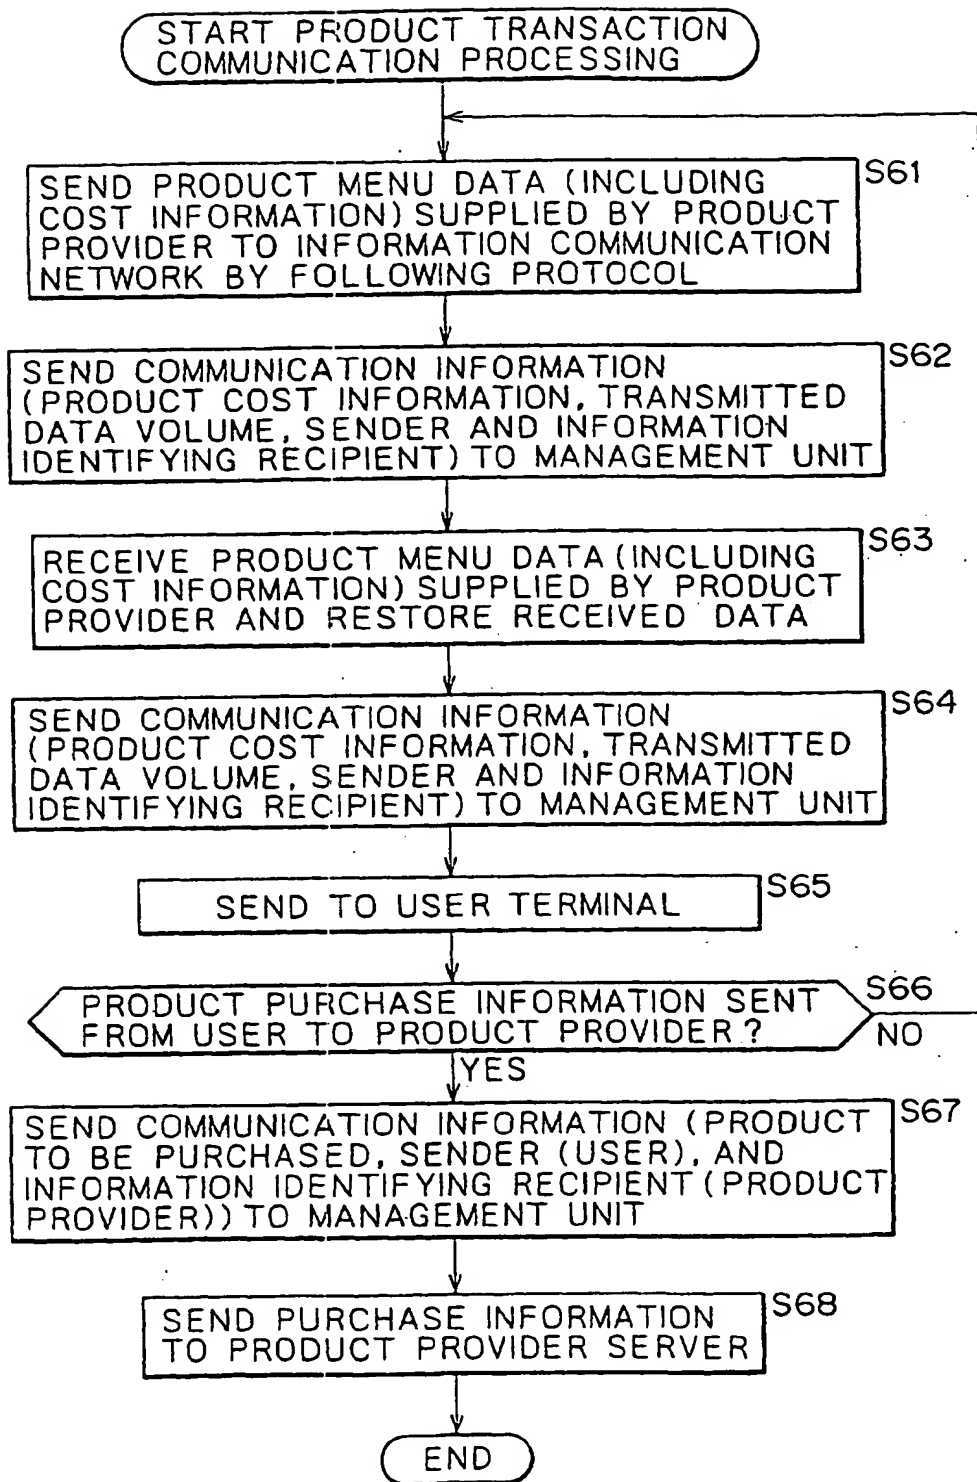 START PRODUCT TRANSACTION
COMMUNICATION PROCESSING
S61
SEND PRODUCT MENU DATA (INCLUDING
COST INFORMATION) SUPPLIED BY PRODUCT
PROVIDER TO INFORMATION COMMUNICATION
NETWORK BY FOLLOWING PROTOCOL
S62
SEND COMMUNICATION INFORMATION
(PRODUCT COST INFORMATION, TRANSMITTED
DATA VOLUME, SENDER AND INFORMATION
IDENTIFYING RECIPIENT) TO MANAGEMENT UNIT
S63
RECEIVE PRODUCT MENU DATA (INCLUDING
COST INFORMATION) SUPPLIED BY PRODUCT
PROVIDER AND RESTORE RECEIVED DATA
S64
SEND COMMUNICATION INFORMATION
(PRODUCT COST INFORMATION, TRANSMITTED
DATA VOLUME, SENDER AND INFORMATION
IDENTIFYING RECIPIENT) TO MANAGEMENT UNIT
S65
SEND TO USER TERMINAL
S66
PRODUCT PURCHASE INFORMATION SENT
FROM USER TO PRODUCT PROVIDER?
NO
YES
S67
SEND COMMUNICATION INFORMATION (PRODUCT
TO BE PURCHASED, SENDER (USER), AND
INFORMATION IDENTIFYING RECIPIENT (PRODUCT
PROVIDER)) TO MANAGEMENT UNIT
S68
SEND PURCHASE INFORMATION
TO PRODUCT PROVIDER SERVER
END